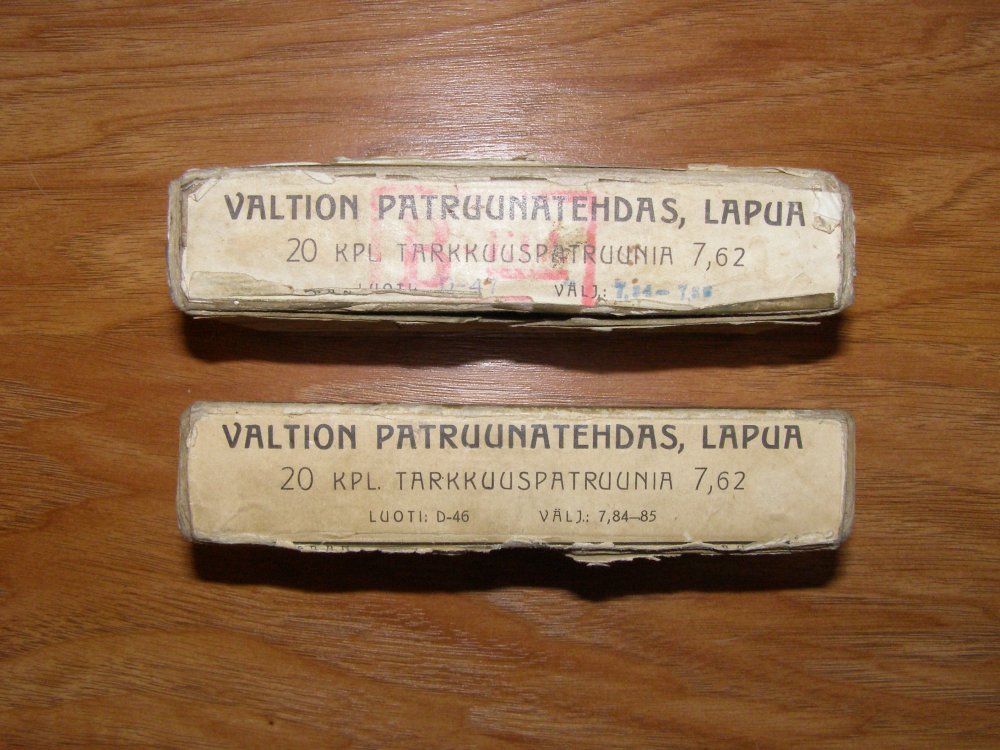 VALTION PATRUUNATEHDAS, LAPUA
20 KPL TARKKUUSPATRUUNIA 7,62
VÄLJ.:
VALTION PATRUUNATEHDAS, LAPUA
20 KPL. TARKKUUSPATRUUNIA 7,62
LUOTI: D-46 VÄLJ.: 7,84—85